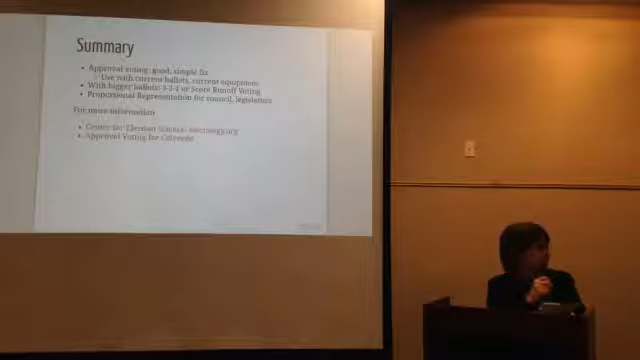 Summary
• Approval voting: good, simple fix
Use with current ballots, current equipment
• With bigger ballots: 3-2-1 or Score Runoff Voting
• Proportional Representation for council, legislature
For more information
• Center for Election Science: electology.org
• Approval Voting for Colorado